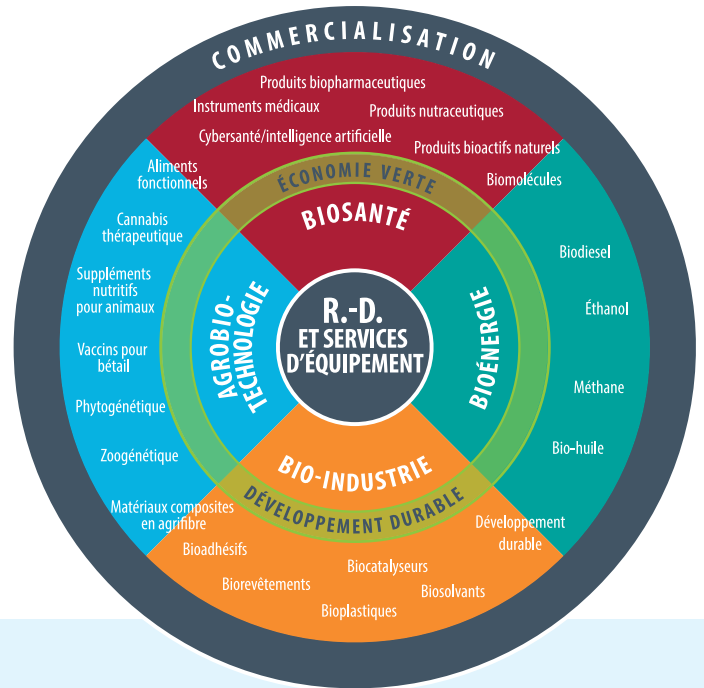 COMMERCIALISATION
Produits biopharmaceutiques
Instruments médicaux
Produits nutraceutiques
Cybersanté/intelligence artificielle
Produits bioactifs naturels
Aliments
fonctionnels
Biomolécules
ÉCONOMIE VERTE
BIOSANTÉ
Cannabis
thérapeutique
Suppléments
nutritifs
pour animaux
Vaccins pour
bétail
Phytogénétique
Zoogénétique
Matériaux composites
en agrifibre
AGROBIO-
TECHNOLOGIE
R.-D.
ET SERVICES
D'ÉQUIPEMENT
BIOÉNERGIE
Biodiesel
Éthanol
Méthane
Bio-huile
Développement
durable
BIO-INDUSTRIE
DÉVELOPPEMENT DURABLE
Bioadhésifs
Biorevêtements
Biocatalyseurs
Bioplastiques
Biosolvants